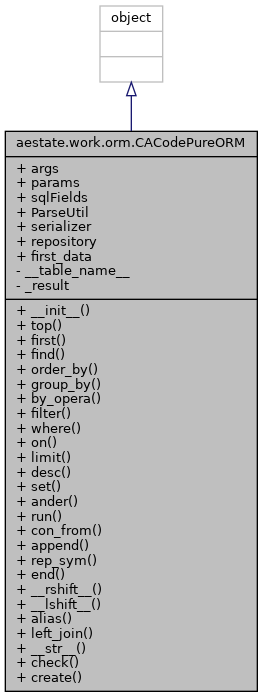 object
aestate.work.orm.CACodePureORM
+ args
+ params
+ sqlFields
+ ParseUtil
+ serializer
+ repository
+ first_data
- __table_name__
- _result
+ __init__()
+ top()
+ first()
+ find()
+ order_by()
+ group_by()
+ by_opera()
+ filter()
+ where()
+ on()
+ limit()
+ desc()
+ set()
+ ander()
+ run()
+ con_from()
+ append()
+ rep_sym()
+ end()
+ __rshift__()
+ __lshift__()
+ alias()
+ left_join()
+ __str__()
+ check()
+ create()